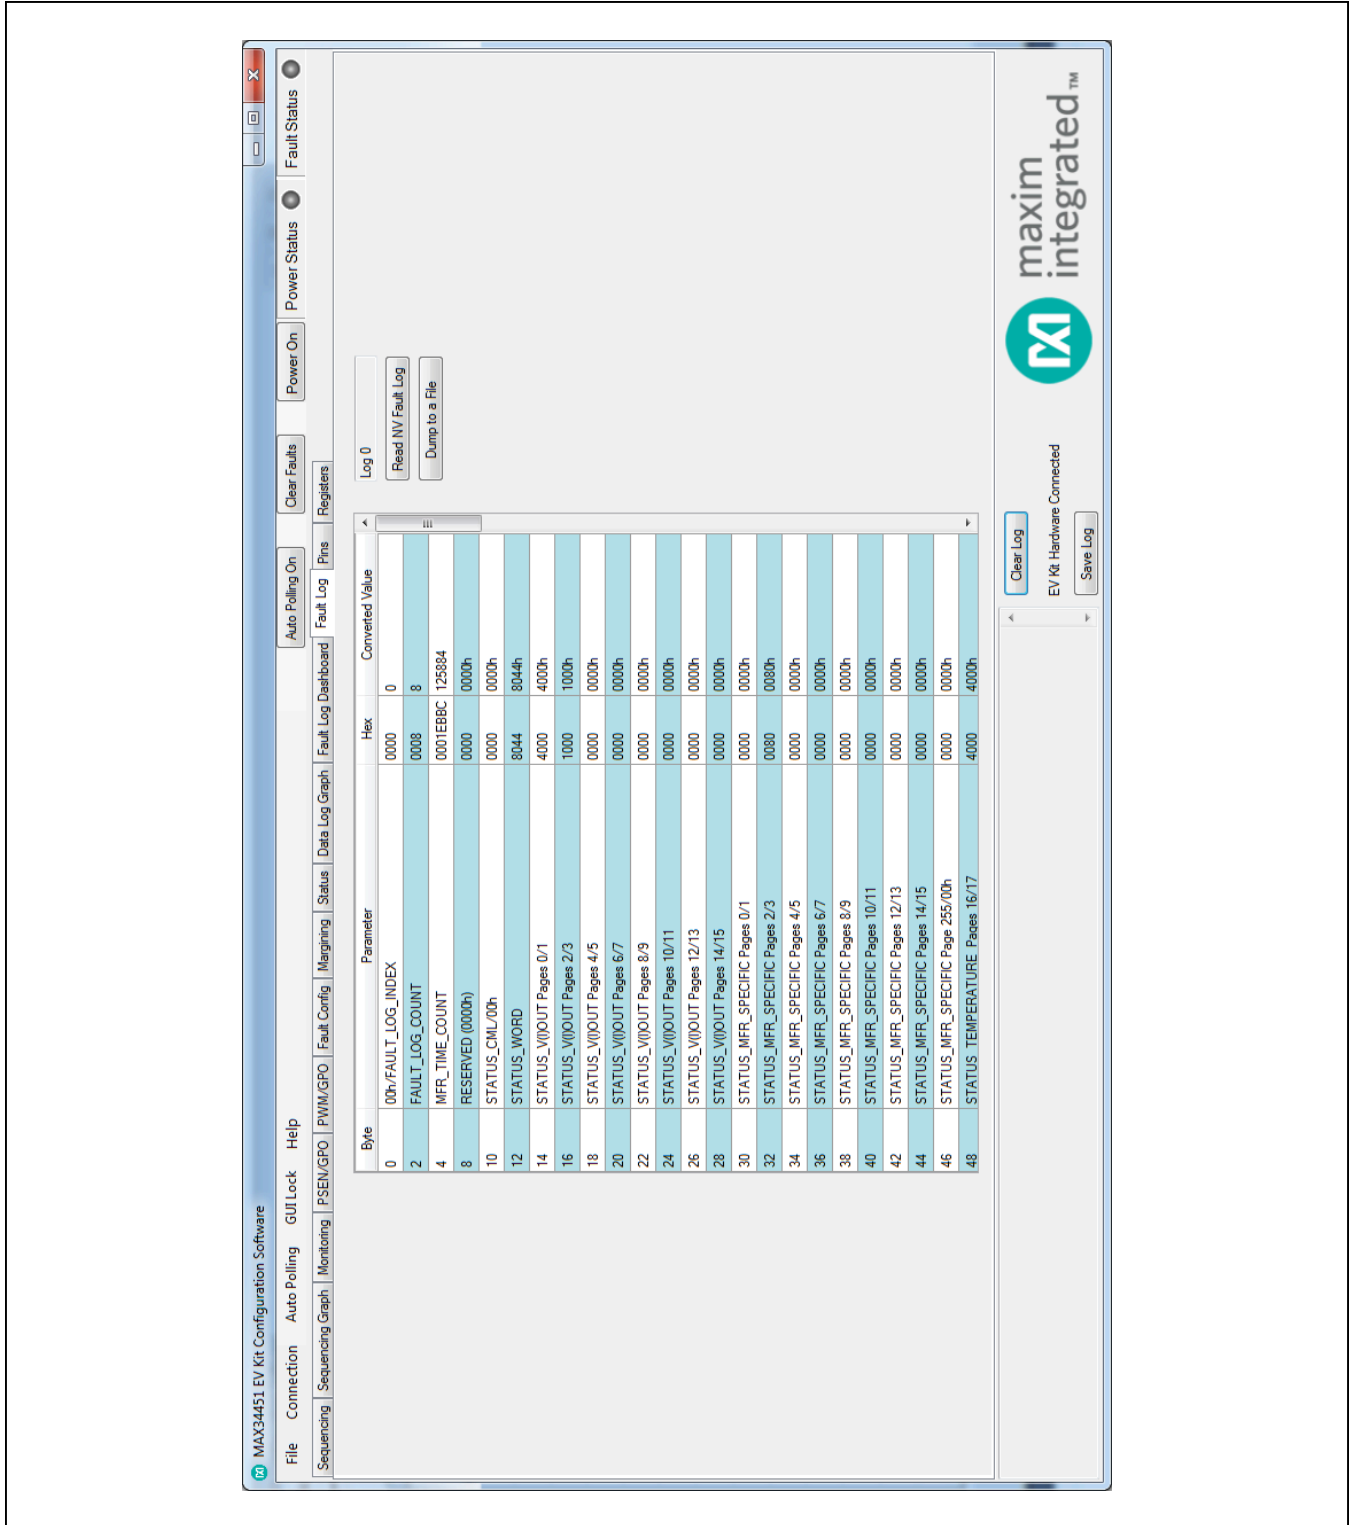 MAX34451 EV Kit Configuration Software
File Connection Auto Polling GUI Lock Help Auto Polling On Clear Faults Power On Power Status Fault Status
Sequencing Sequencing Graph Monitoring PSEN/GPO PWM/GPO Fault Config Margining Status Data Log Graph Fault Log Dashboard Fault Log Pins Registers
Byte Parameter Hex Converted Value
0 00h/FAULT_LOG_INDEX 0000 0
2 FAULT_LOG_COUNT 0008 8
4 MFR_TIME_COUNT 0001EBBC 125884
8 RESERVED (0000h) 0000 0000h
10 STATUS_CML/00h 0000 0000h
12 STATUS_WORD 8044 8044h
14 STATUS_V(I)OUT Pages 0/1 4000 4000h
16 STATUS_V(I)OUT Pages 2/3 1000 1000h
18 STATUS_V(I)OUT Pages 4/5 0000 0000h
20 STATUS_V(I)OUT Pages 6/7 0000 0000h
22 STATUS_V(I)OUT Pages 8/9 0000 0000h
24 STATUS_V(I)OUT Pages 10/11 0000 0000h
26 STATUS_V(I)OUT Pages 12/13 0000 0000h
28 STATUS_V(I)OUT Pages 14/15 0000 0000h
30 STATUS_MFR_SPECIFIC Pages 0/1 0000 0000h
32 STATUS_MFR_SPECIFIC Pages 2/3 0080 0080h
34 STATUS_MFR_SPECIFIC Pages 4/5 0000 0000h
36 STATUS_MFR_SPECIFIC Pages 6/7 0000 0000h
38 STATUS_MFR_SPECIFIC Pages 8/9 0000 0000h
40 STATUS_MFR_SPECIFIC Pages 10/11 0000 0000h
42 STATUS_MFR_SPECIFIC Pages 12/13 0000 0000h
44 STATUS_MFR_SPECIFIC Pages 14/15 0000 0000h
46 STATUS_MFR_SPECIFIC Page 255/00h 0000 0000h
48 STATUS_TEMPERATURE Pages 16/17 4000 4000h
Log 0
Read NV Fault Log
Dump to a File
Clear Log
EV Kit Hardware Connected
Save Log
maxim
integrated™